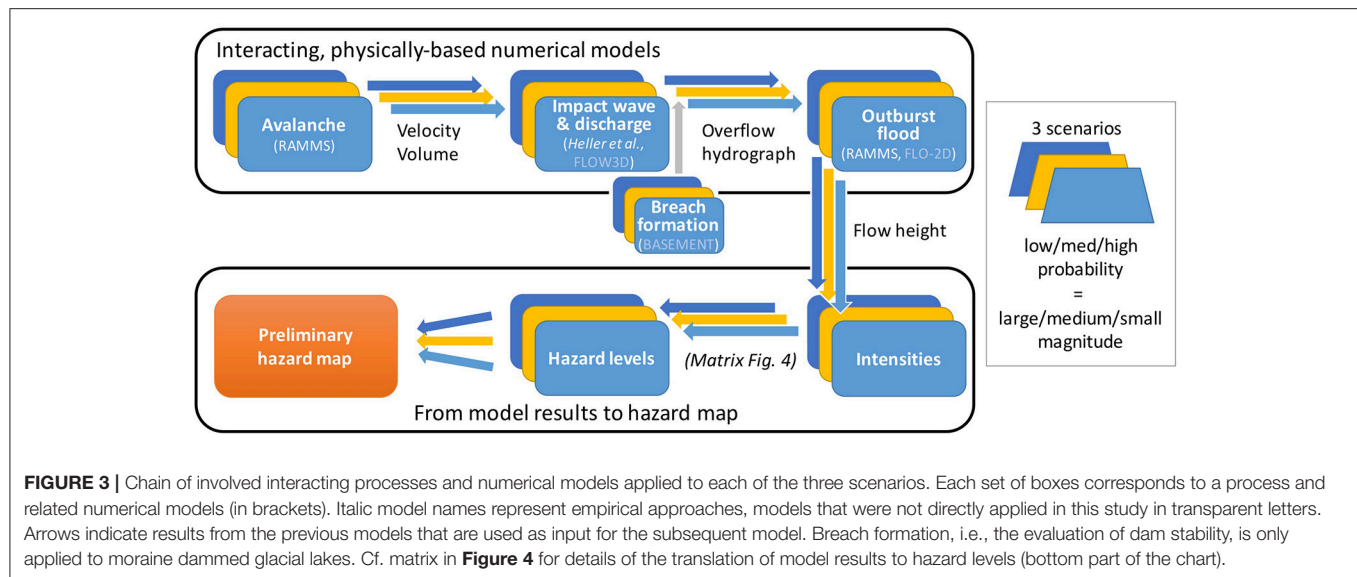 Interacting, physically-based numerical models
Avalanche
(RAMMS)
Velocity
Volume
Impact wave
& discharge
(Heller et al.,
FLOW3D)
Overflow
hydrograph
Outburst
flood
(RAMMS, FLO-2D)
Breach
formation
(BASEMENT)
Flow height
3 scenarios
low/med/high
probability
=
large/medium/small
magnitude
Preliminary
hazard map
Hazard levels
(Matrix Fig. 4)
Intensities
From model results to hazard map
FIGURE 3 | Chain of involved interacting processes and numerical models applied to each of the three scenarios. Each set of boxes corresponds to a process and
related numerical models (in brackets). Italic model names represent empirical approaches, models that were not directly applied in this study in transparent letters.
Arrows indicate results from the previous models that are used as input for the subsequent model. Breach formation, i.e., the evaluation of dam stability, is only
applied to moraine dammed glacial lakes. Cf. matrix in Figure 4 for details of the translation of model results to hazard levels (bottom part of the chart).